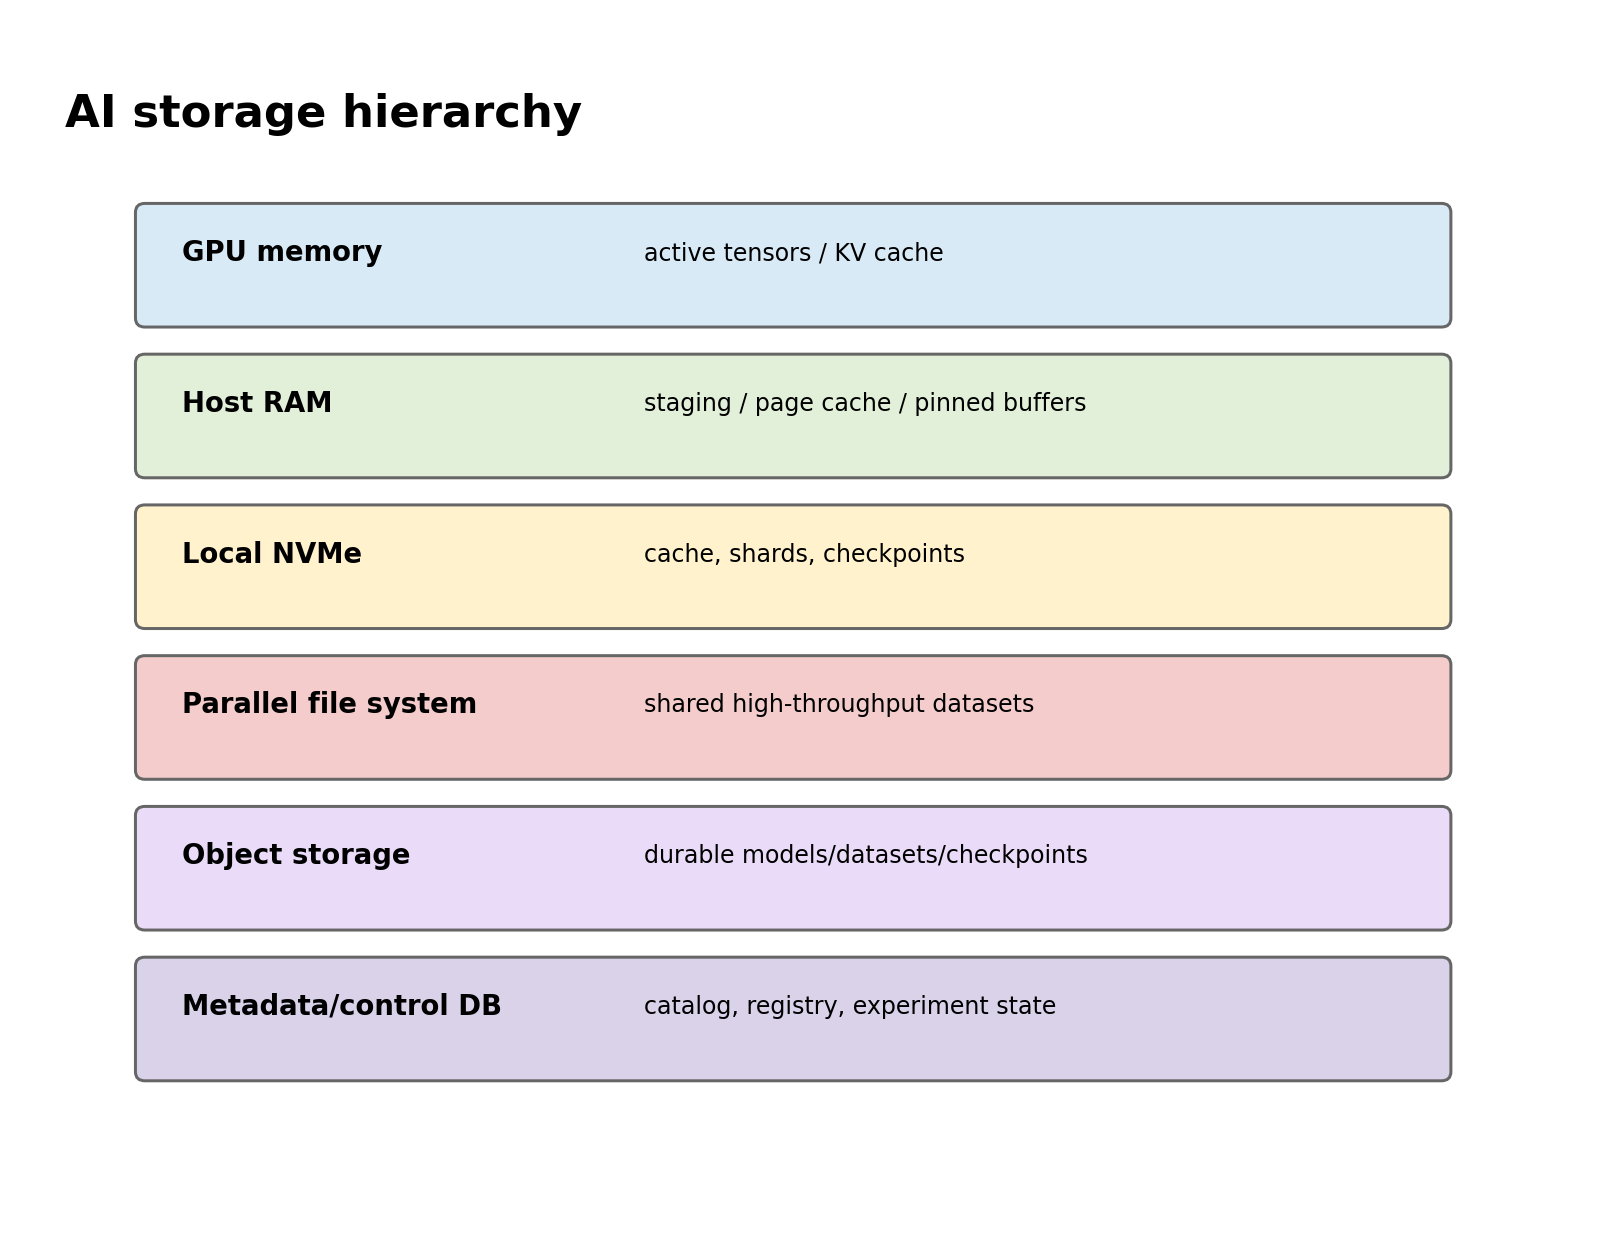 AI storage hierarchy
GPU memory active tensors / KV cache
Host RAM staging / page cache / pinned buffers
Local NVMe cache, shards, checkpoints
Parallel file system shared high-throughput datasets
Object storage durable models/datasets/checkpoints
Metadata/control DB catalog, registry, experiment state